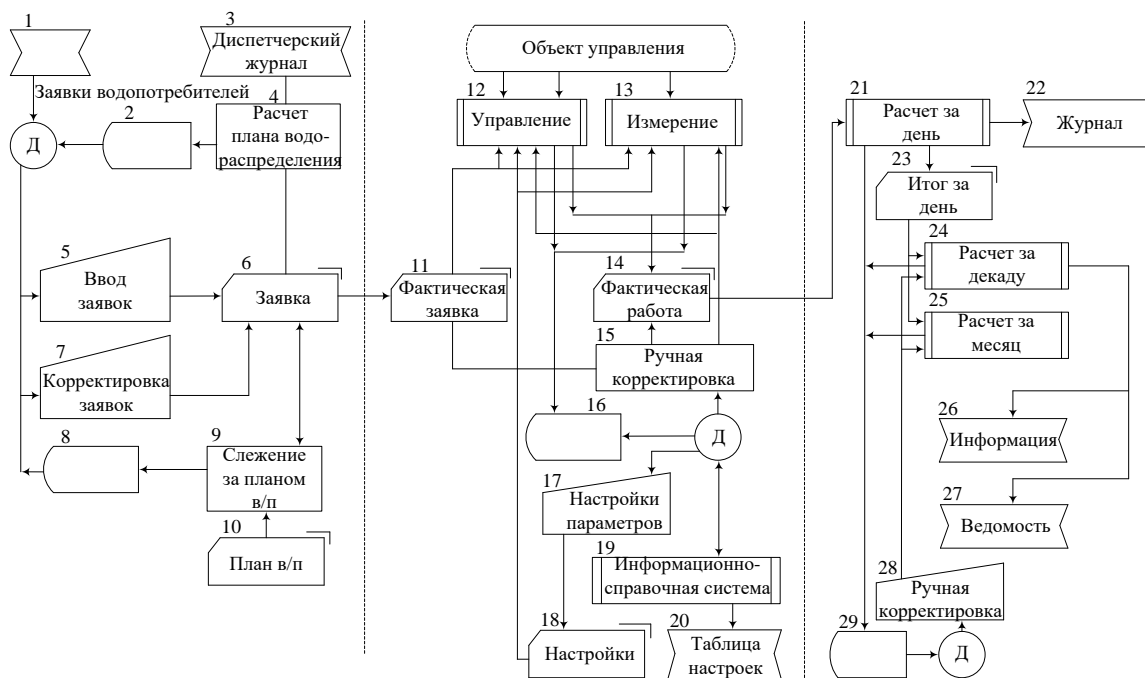 1
3
Диспетчерский
журнал
Заявки водопотребителей
2
4
Расчет
плана водо-
распределения
Д
5
Ввод
заявок
6
Заявка
7
Корректировка
заявок
8
9
Слежение
за планом
в/п
10
План в/п
Объект управления
12
Управление
13
Измерение
11
Фактическая
заявка
14
Фактическая
работа
15
Ручная
корректировка
16
Д
17
Настройки
параметров
19
Информационно-
справочная система
18
Настройки
20
Таблица
настроек
21
Расчет за
день
22
Журнал
23
Итог за
день
24
Расчет за
декаду
25
Расчет за
месяц
26
Информация
27
Ведомость
28
Ручная
корректировка
29
Д